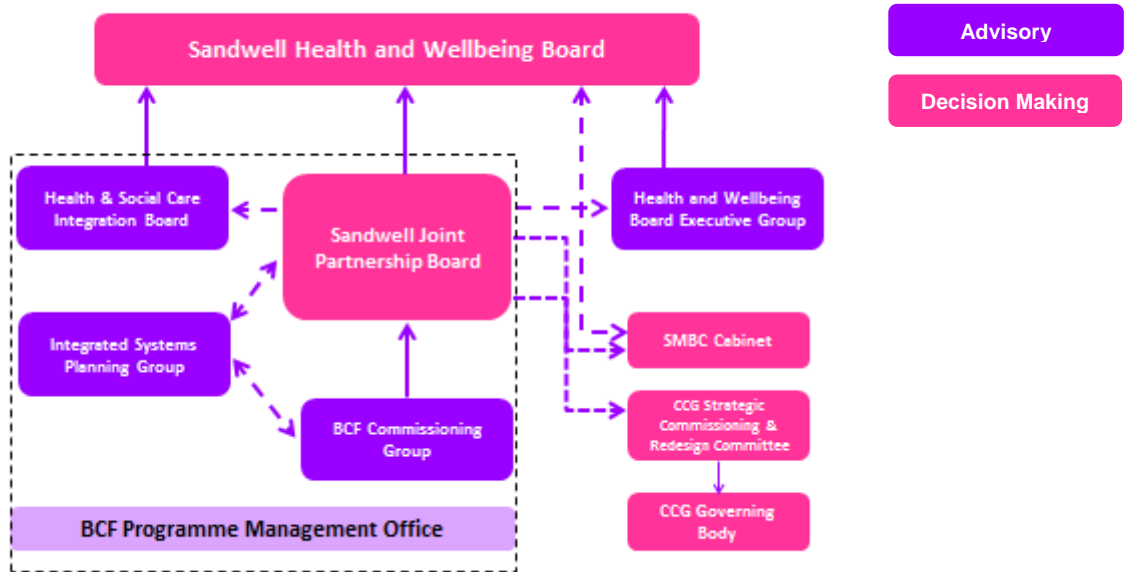 Sandwell Health and Wellbeing Board
Advisory
Decision Making
Health & Social Care
Integration Board
Sandwell Joint
Partnership Board
Health and Wellbeing
Board Executive Group
Integrated Systems
Planning Group
SMBC Cabinet
BCF Commissioning
Group
CCG Strategic
Commissioning &
Redesign Committee
BCF Programme Management Office
CCG Governing
Body